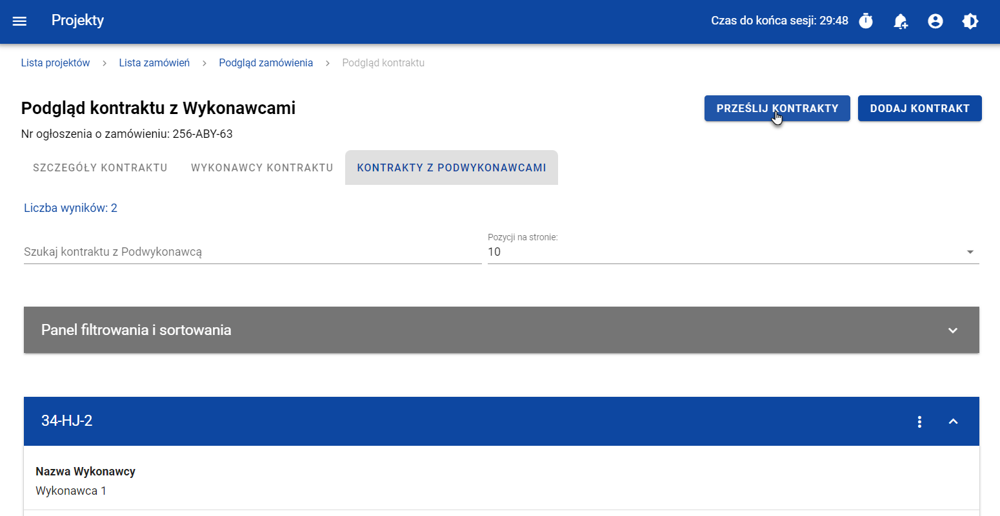 Projekty
Czas do końca sesji: 29:48
Lista projektów > Lista zamówień > Podgląd zamówienia > Podgląd kontraktu
Podgląd kontraktu z Wykonawcami
PRZEŚLIJ KONTRAKTY
DODAJ KONTRAKT
Nr ogłoszenia o zamówieniu: 256-ABY-63
SZCZEGÓŁY KONTRAKTU
WYKONAWCY KONTRAKTU
KONTRAKTY Z PODWYKONAWCAMI
Liczba wyników: 2
Szukaj kontraktu z Podwykonawcą
Pozycji na stronie:
10
Panel filtrowania i sortowania
34-HJ-2
Nazwa Wykonawcy
Wykonawca 1